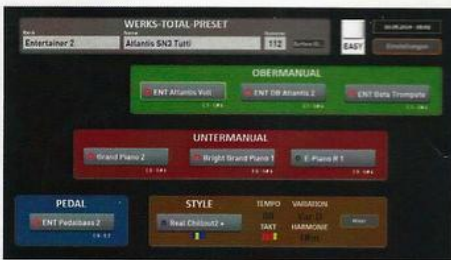 WERKS-TOTAL-PRESET
Bank Name Nummer
Entertainer 2 Atlantis SN3 Tutti 112 EASY Einstellungen
OBERMANUAL
ENT Atlantis Voll ENT OB Atlantis 2 ENT Beta Trompete
UNTERMANUAL
Grand Piano 2 Bright Grand Piano 1 E-Piano R 1
PEDAL STYLE TEMPO VARIATION
ENT Pedalbass 2 Real Chillout2 +
TAKT HARMONIE